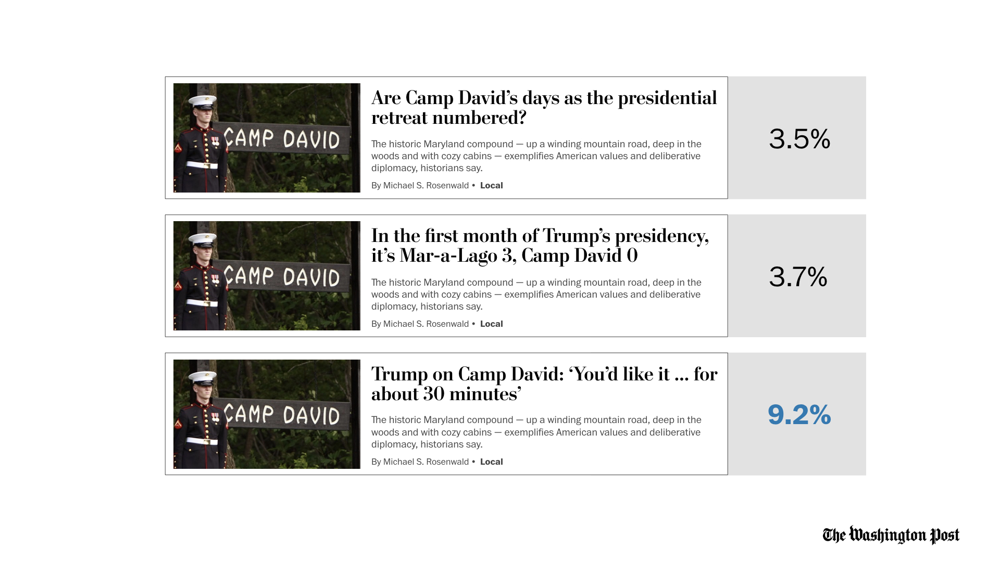 CAMP DAVID
Are Camp David’s days as the presidential
retreat numbered?
The historic Maryland compound — up a winding mountain road, deep in the
woods and with cozy cabins — exemplifies American values and deliberative
diplomacy, historians say.
By Michael S. Rosenwald • Local
3.5%
CAMP DAVID
In the first month of Trump’s presidency,
it’s Mar-a-Lago 3, Camp David 0
The historic Maryland compound — up a winding mountain road, deep in the
woods and with cozy cabins — exemplifies American values and deliberative
diplomacy, historians say.
By Michael S. Rosenwald • Local
3.7%
CAMP DAVID
Trump on Camp David: ‘You’d like it ... for
about 30 minutes’
The historic Maryland compound — up a winding mountain road, deep in the
woods and with cozy cabins — exemplifies American values and deliberative
diplomacy, historians say.
By Michael S. Rosenwald • Local
9.2%
The Washington Post